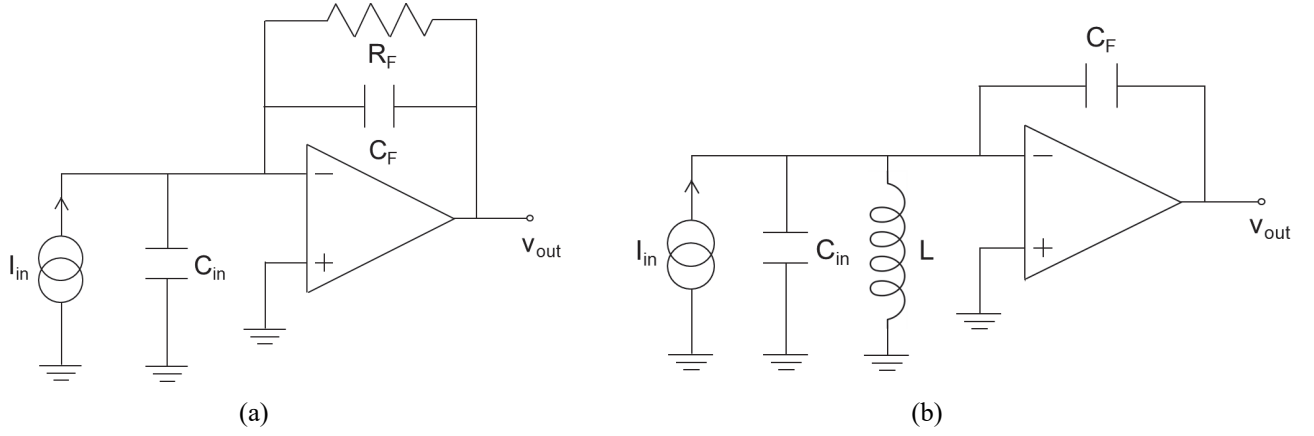 R_F
C_F
−
+
I_in
C_in
v_out
(a)
C_F
−
+
I_in
C_in
L
v_out
(b)